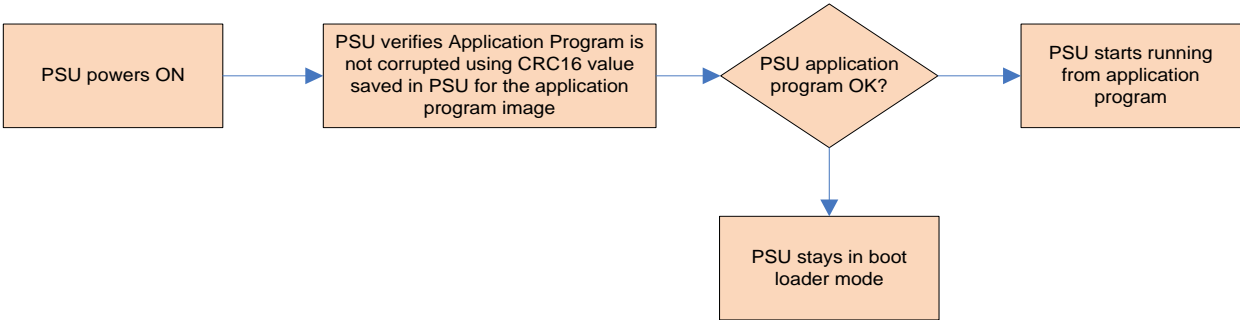 PSU powers ON
PSU verifies Application Program is
not corrupted using CRC16 value
saved in PSU for the application
program image
PSU application
program OK?
PSU starts running
from application
program
PSU stays in boot
loader mode